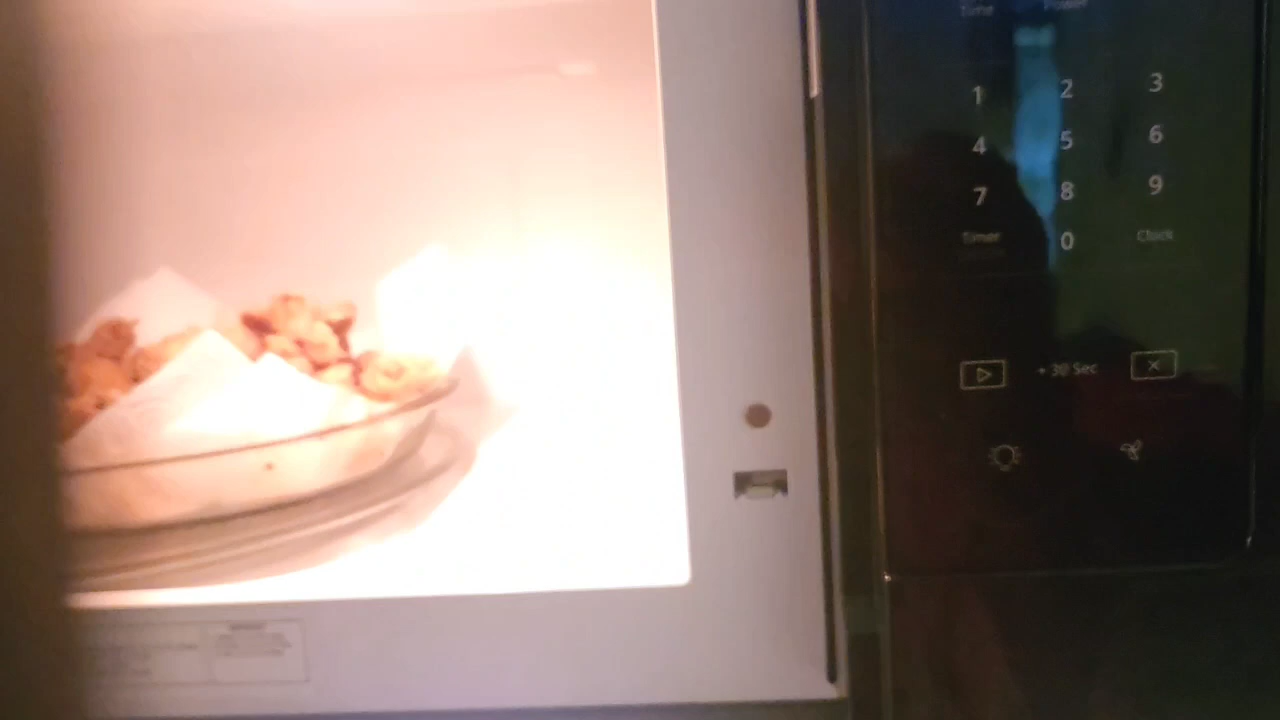 Time Power
1 2 3
4 5 6
7 8 9
Timer 0 Clock
+ 30 Sec